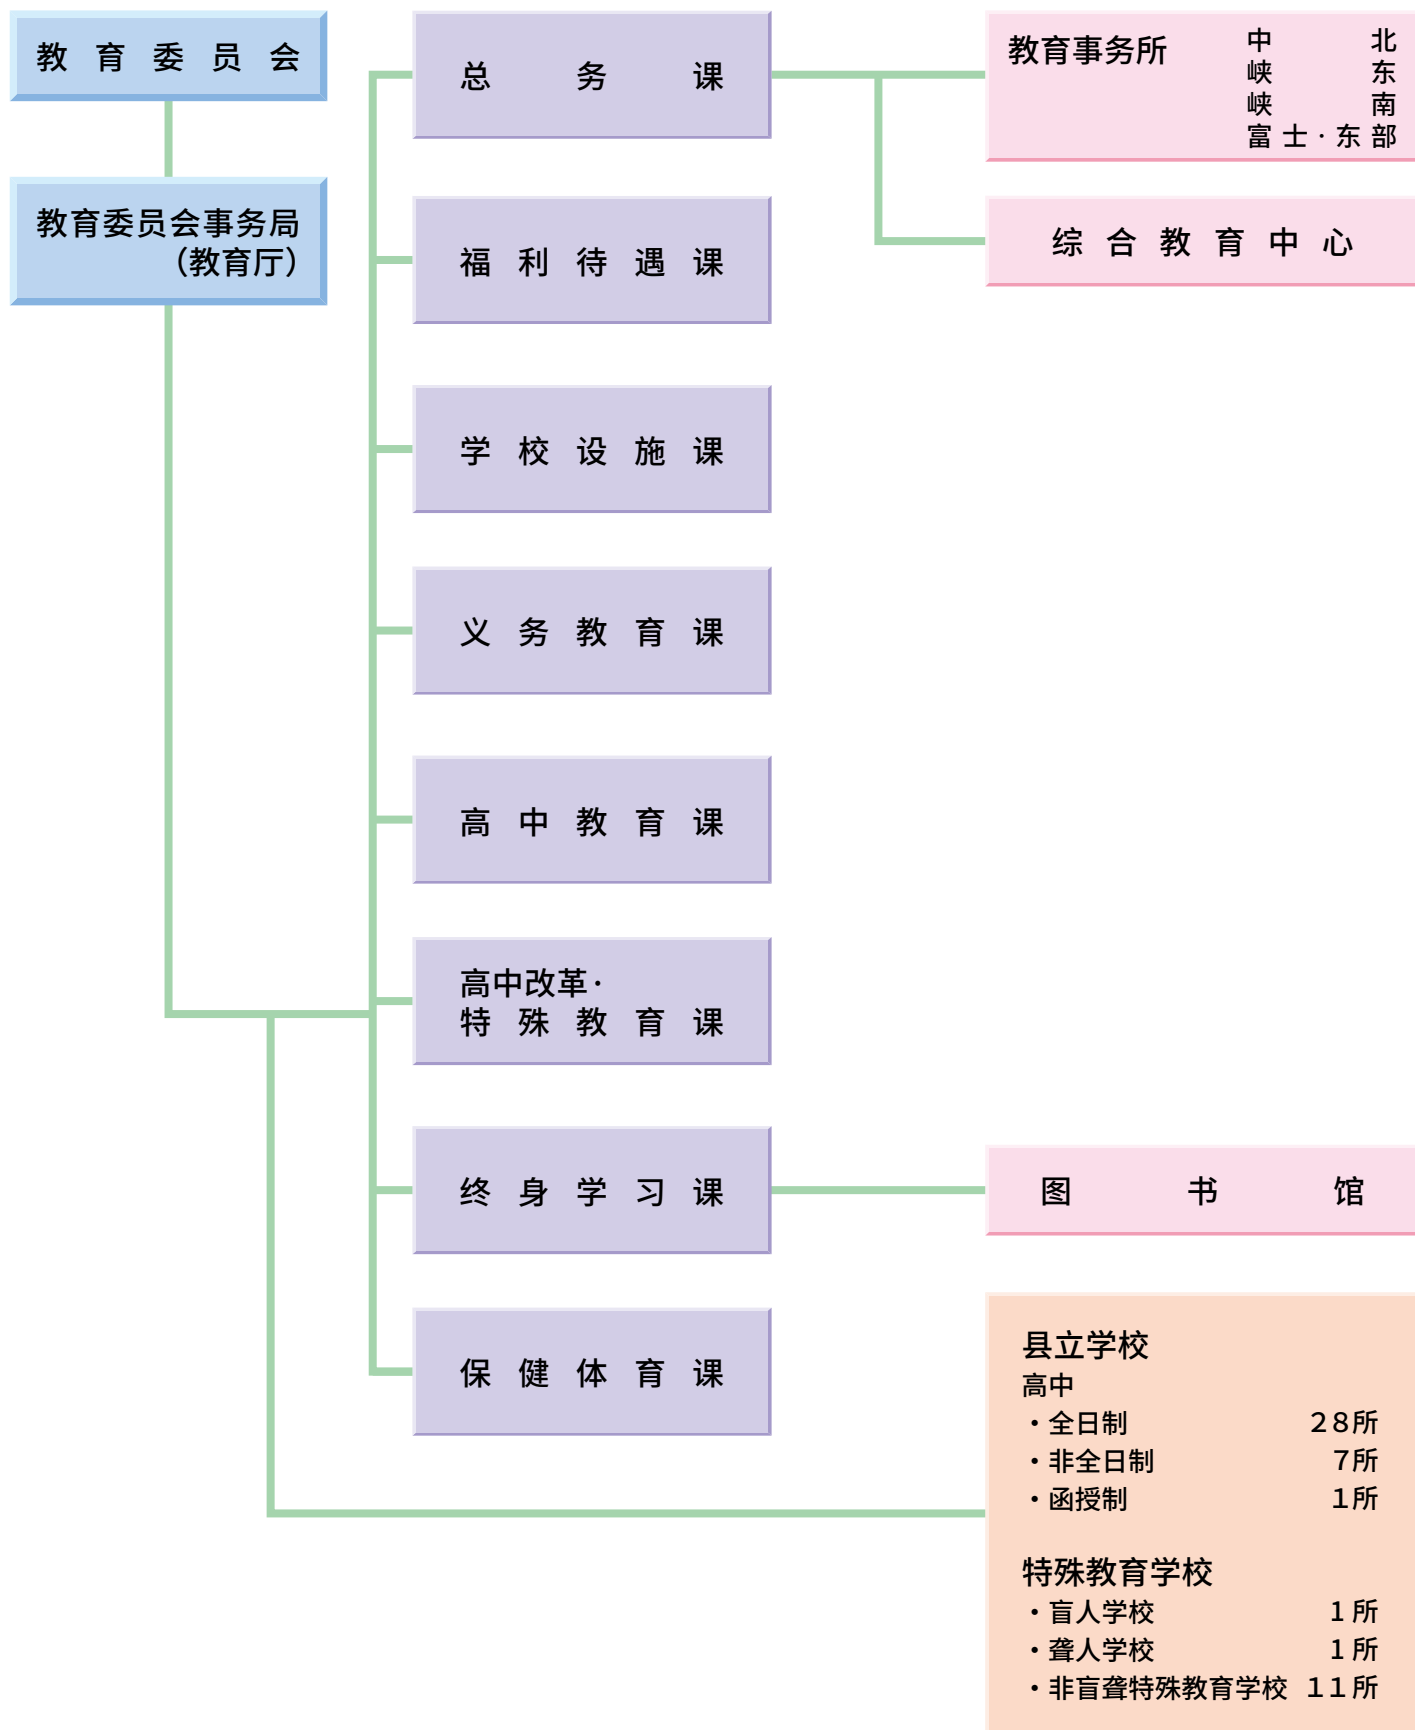 教育委员会
教育委员会事务局
（教育厅）
总务课
福利待遇课
学校设施课
义务教育课
高中教育课
高中改革·
特殊教育课
终身学习课
保健体育课
教育事务所 中北
峡东
峡南
富士·东部
综合教育中心
图书馆
县立学校
高中
・全日制 28所
・非全日制 7所
・函授制 1所
特殊教育学校
・盲人学校 1所
・聋人学校 1所
・非盲聋特殊教育学校 11所